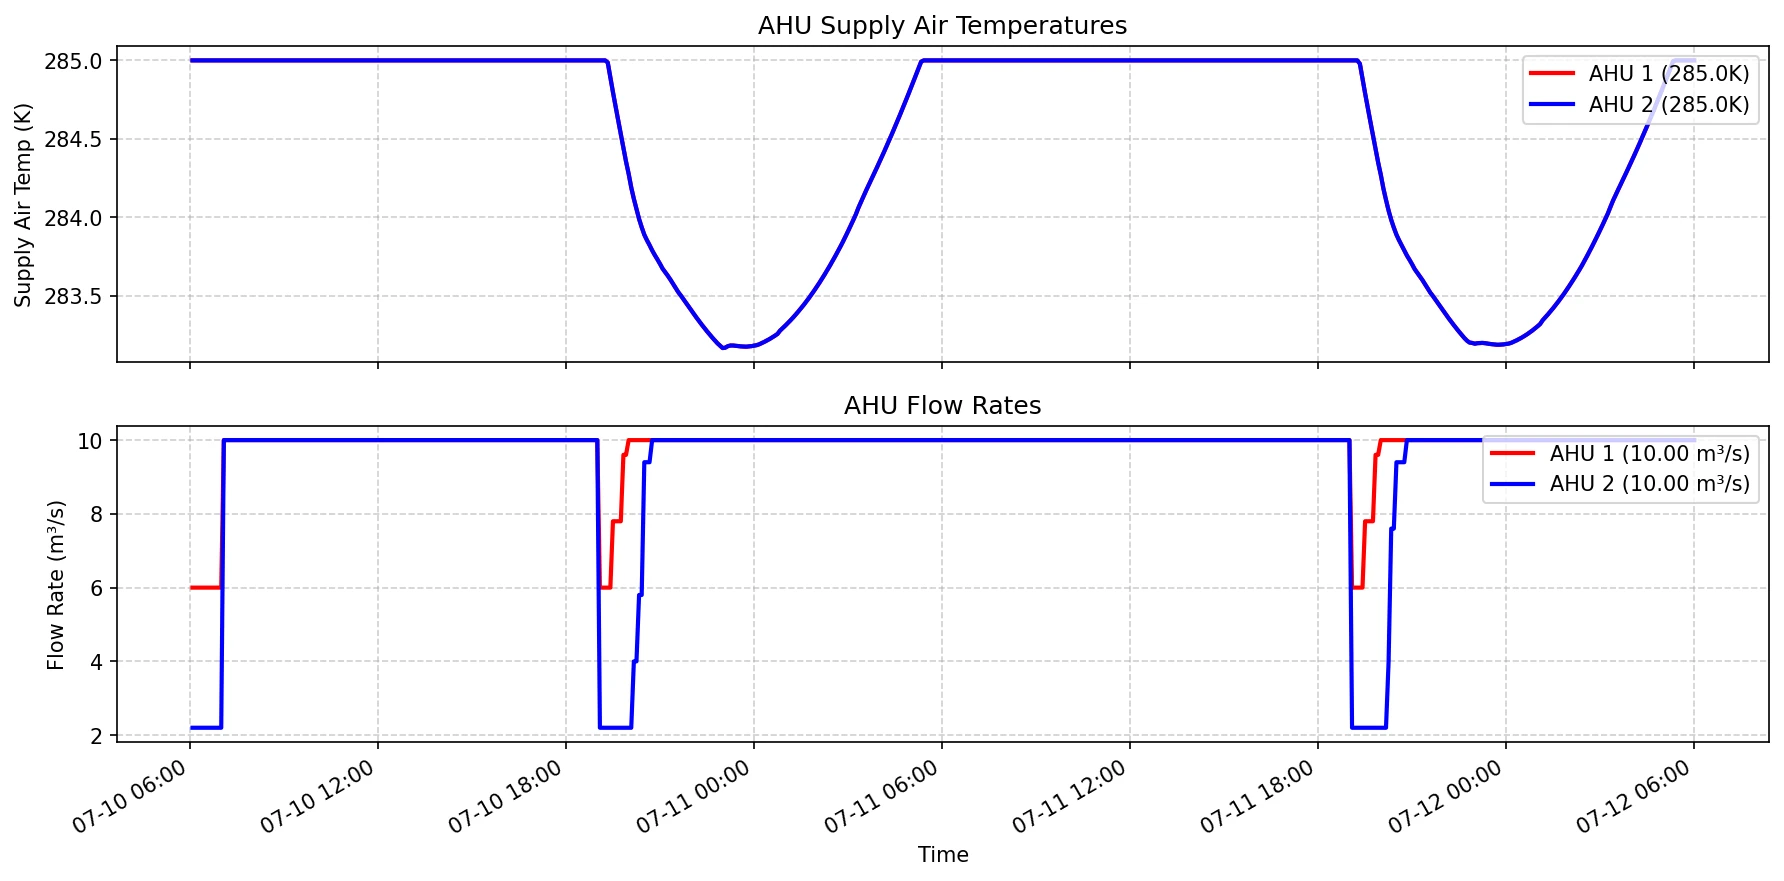 AHU Supply Air Temperatures
Supply Air Temp (K)
285.0
284.5
284.0
283.5
AHU 1 (285.0K)
AHU 2 (285.0K)
AHU Flow Rates
Flow Rate (m³/s)
10
8
6
4
2
AHU 1 (10.00 m³/s)
AHU 2 (10.00 m³/s)
07-10 06:00
07-10 12:00
07-10 18:00
07-11 00:00
07-11 06:00
07-11 12:00
07-11 18:00
07-12 00:00
07-12 06:00
Time